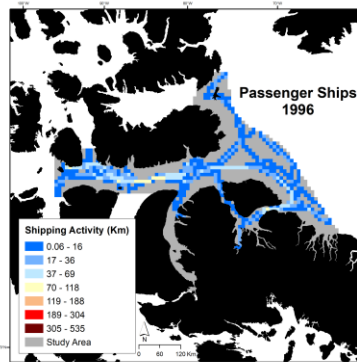 Passenger Ships
1996
Shipping Activity (Km)
0.06 - 16
17 - 36
37 - 69
70 - 118
119 - 188
189 - 304
305 - 535
Study Area
N
0 30 60 120 Km